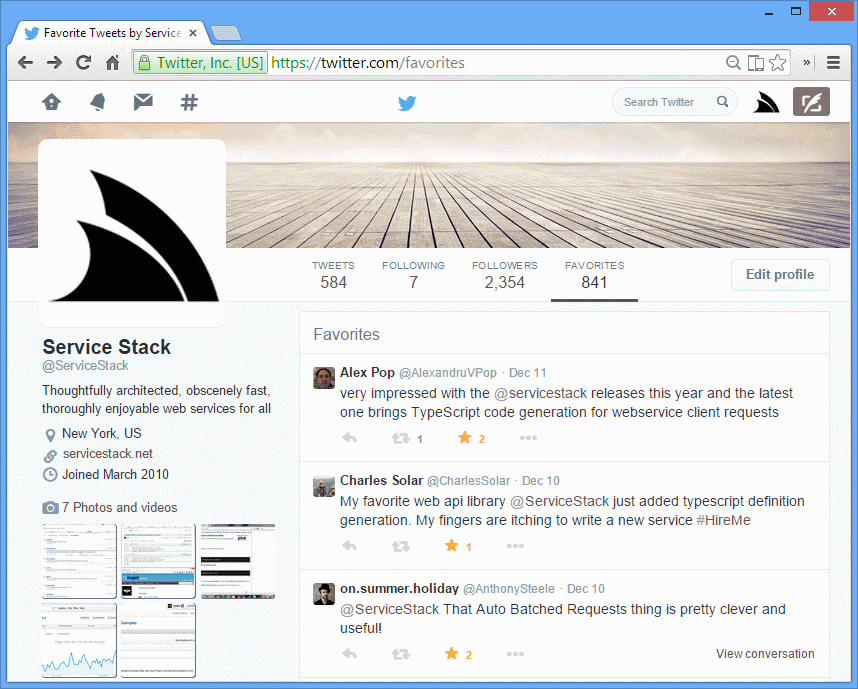 Favorite Tweets by Service
Twitter, Inc. [US] https://twitter.com/favorites
Search Twitter
TWEETS FOLLOWING FOLLOWERS FAVORITES
584 7 2,354 841
Edit profile
Service Stack
@ServiceStack
Thoughtfully architected, obscenely fast,
thoroughly enjoyable web services for all
New York, US
servicestack.net
Joined March 2010
7 Photos and videos
Favorites
Alex Pop @AlexandruVPop · Dec 11
very impressed with the @servicestack releases this year and the latest
one brings TypeScript code generation for webservice client requests
1 2
Charles Solar @CharlesSolar · Dec 10
My favorite web api library @ServiceStack just added typescript definition
generation. My fingers are itching to write a new service #HireMe
1
on.summer.holiday @AnthonySteele · Dec 10
@ServiceStack That Auto Batched Requests thing is pretty clever and
useful!
2 View conversation